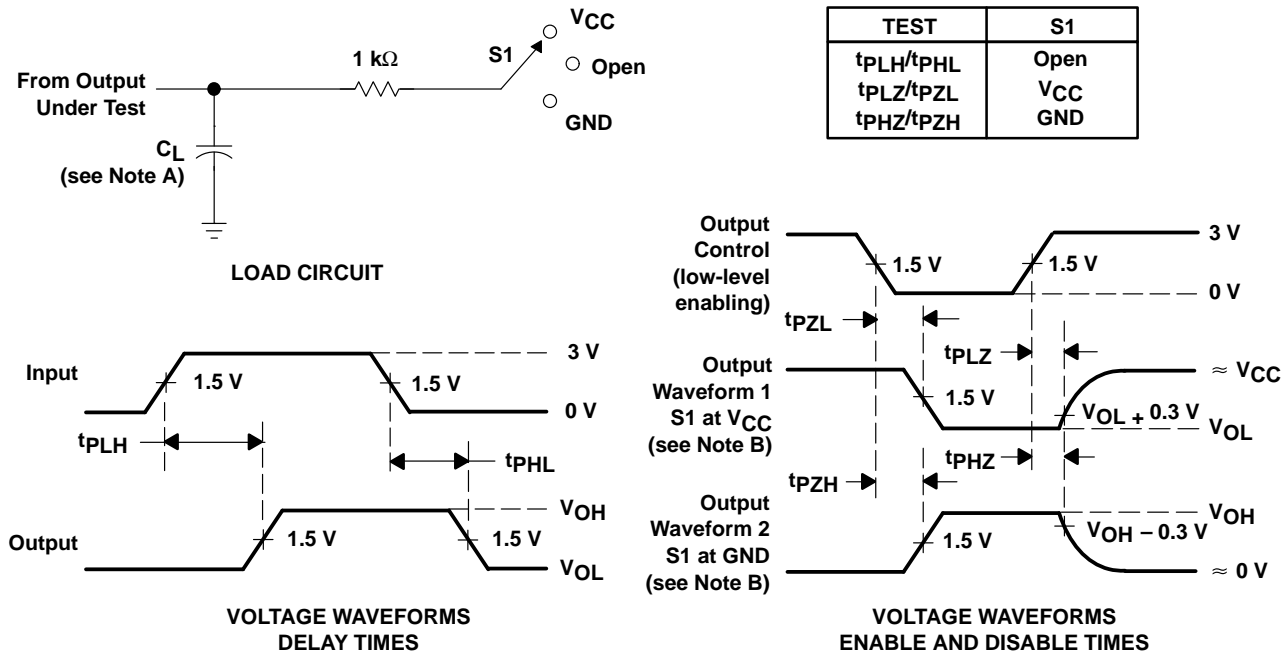 VCC
S1
1 kΩ
Open
From Output
Under Test
GND
CL
(see Note A)
LOAD CIRCUIT
TEST S1
tPLH/tPHL Open
tPLZ/tPZL VCC
tPHZ/tPZH GND
Input
3 V
1.5 V
1.5 V
0 V
tPLH
tPHL
Output
VOH
1.5 V
1.5 V
VOL
VOLTAGE WAVEFORMS
DELAY TIMES
Output
Control
(low-level
enabling)
3 V
1.5 V
1.5 V
0 V
tPZL
tPLZ
Output
Waveform 1
S1 at VCC
(see Note B)
≈ VCC
1.5 V
VOL + 0.3 V
VOL
tPHZ
tPZH
Output
Waveform 2
S1 at GND
(see Note B)
VOH
1.5 V
VOH − 0.3 V
≈ 0 V
VOLTAGE WAVEFORMS
ENABLE AND DISABLE TIMES